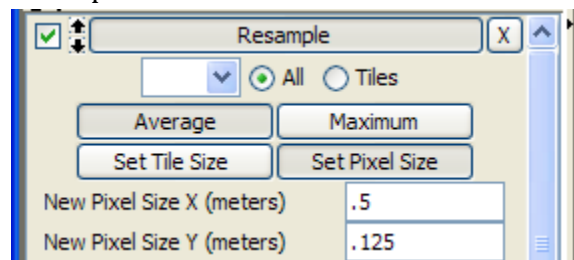 Resample X
All Tiles
Average Maximum
Set Tile Size Set Pixel Size
New Pixel Size X (meters) .5
New Pixel Size Y (meters) .125